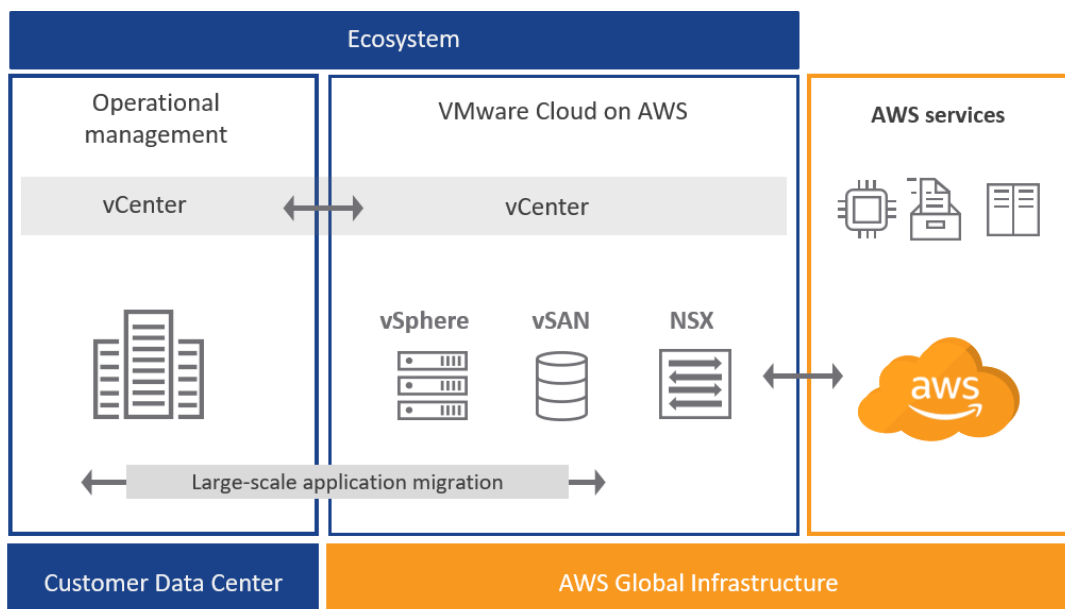 Ecosystem
Operational
management
VMware Cloud on AWS
AWS services
vCenter
vCenter
vSphere
vSAN
NSX
aws
Large-scale application migration
Customer Data Center
AWS Global Infrastructure